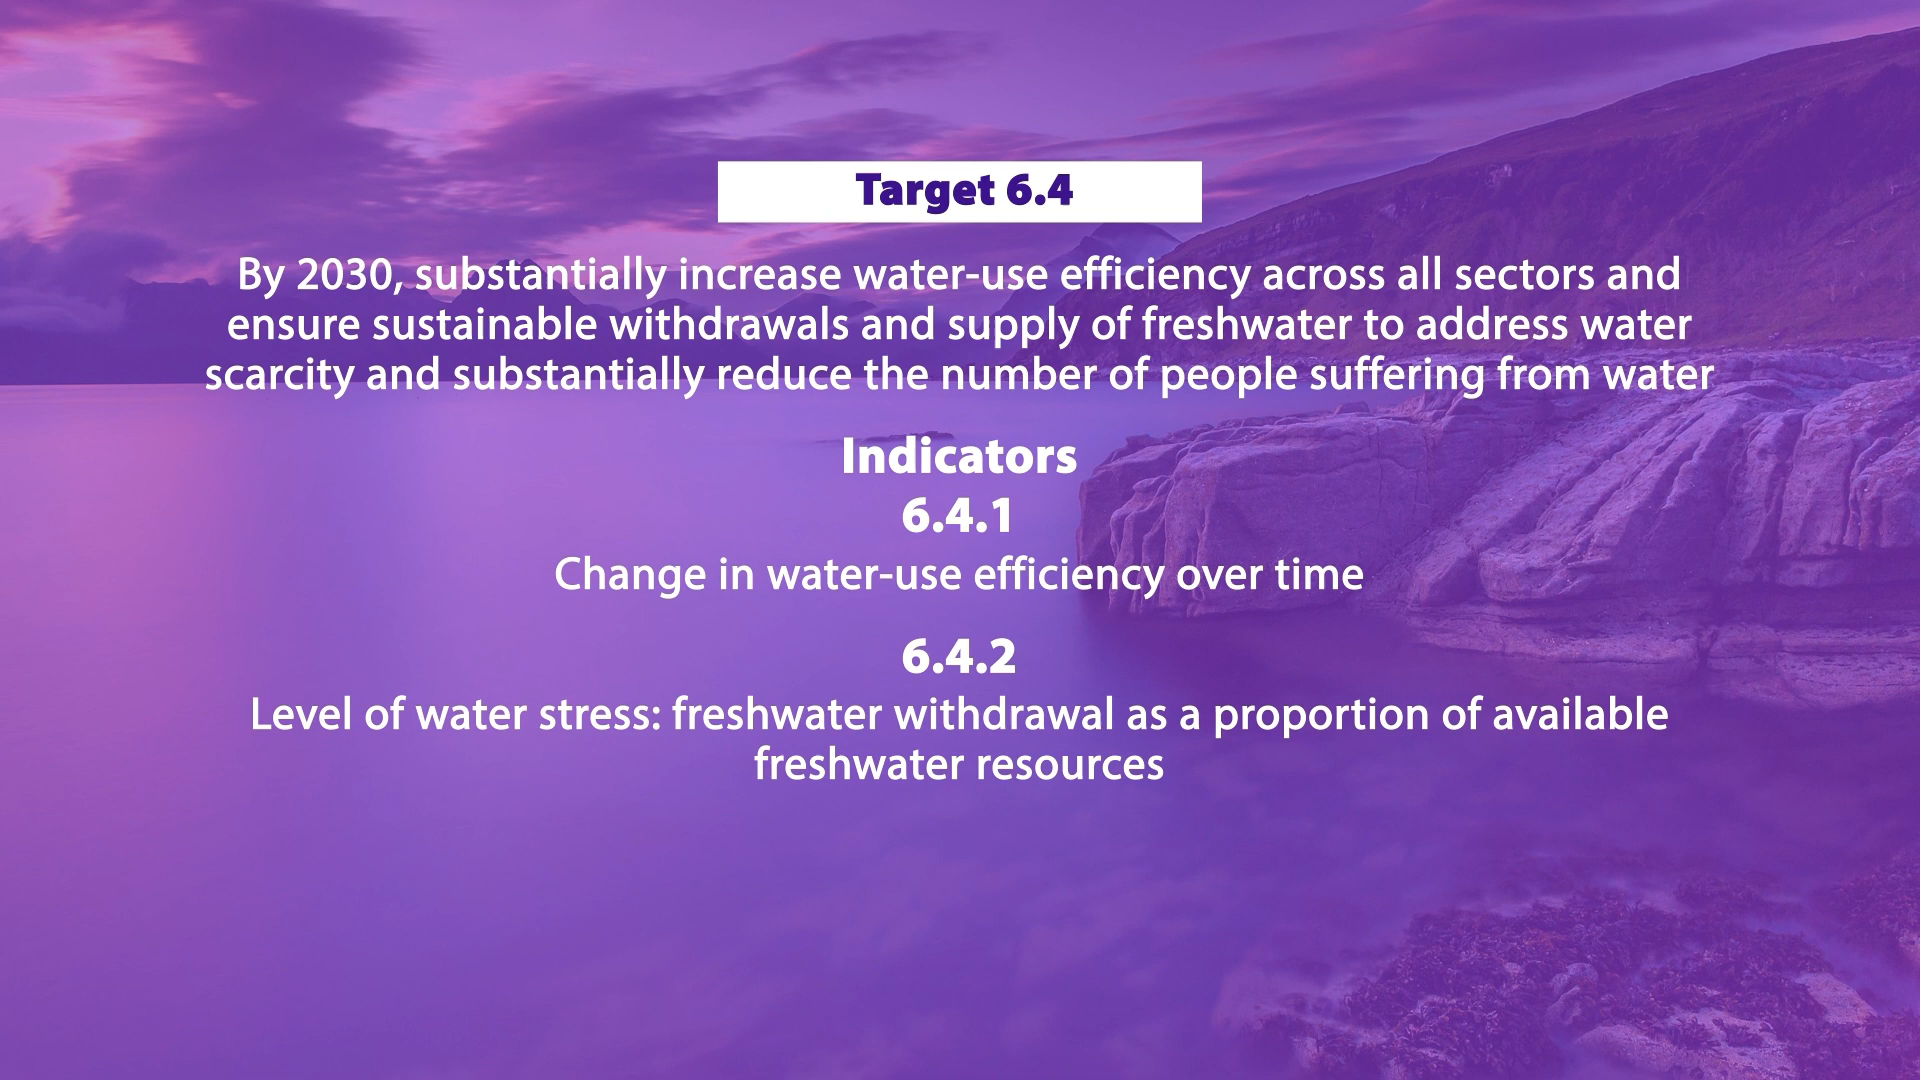 Target 6.4
By 2030, substantially increase water-use efficiency across all sectors and
ensure sustainable withdrawals and supply of freshwater to address water
scarcity and substantially reduce the number of people suffering from water
Indicators
6.4.1
Change in water-use efficiency over time
6.4.2
Level of water stress: freshwater withdrawal as a proportion of available
freshwater resources